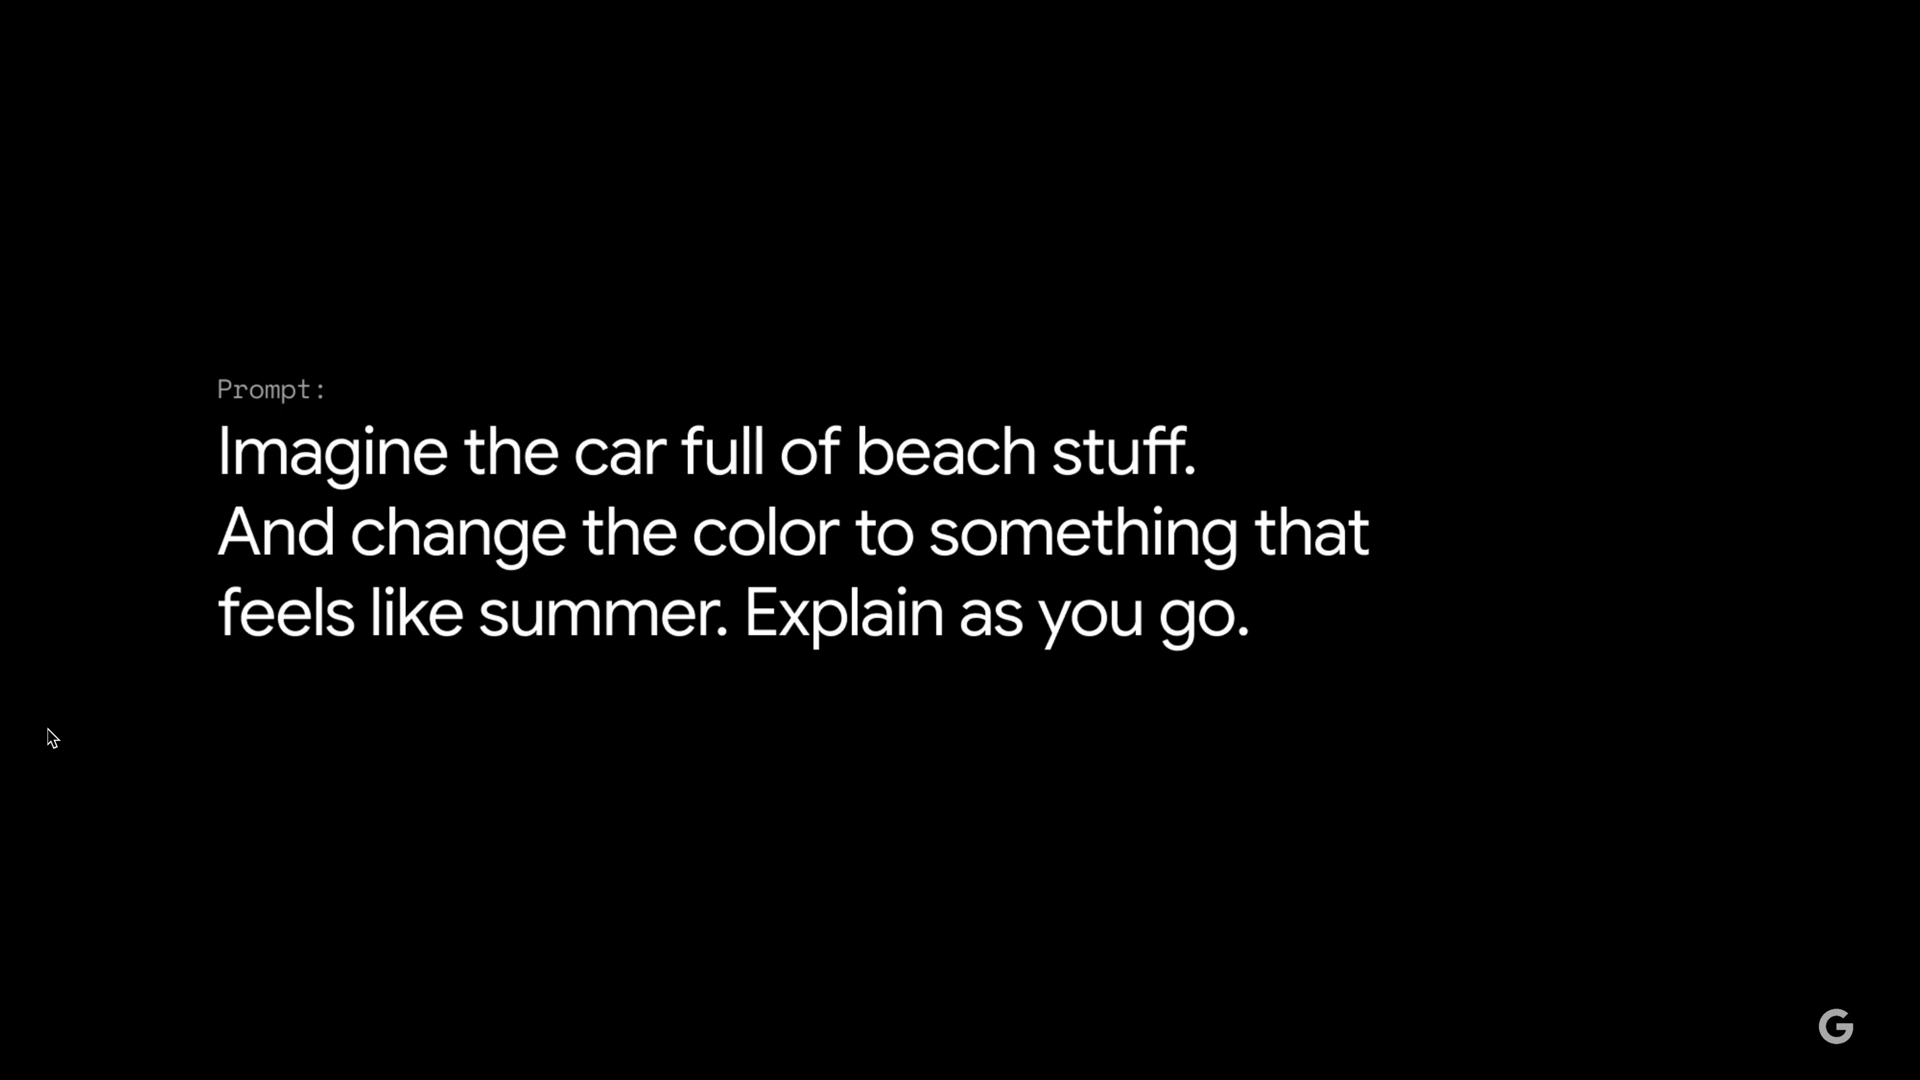 Prompt:
Imagine the car full of beach stuff.
And change the color to something that
feels like summer. Explain as you go.
G